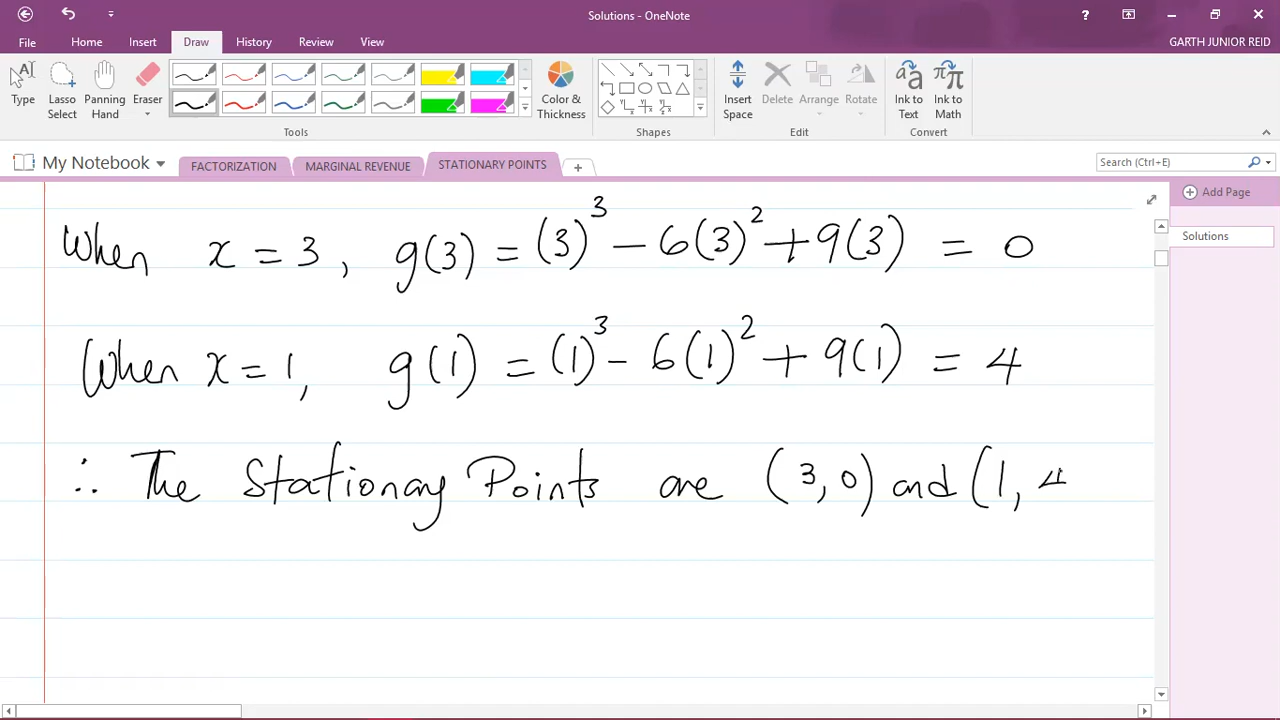 Solutions - OneNote
?
GARTH JUNIOR REID
File Home Insert Draw History Review View
Type Lasso Select Panning Hand Eraser Color & Thickness Insert Space Delete Arrange Rotate Ink to Text Ink to Math
Tools Shapes Edit Convert
My Notebook FACTORIZATION MARGINAL REVENUE STATIONARY POINTS + Search (Ctrl+E)
Add Page
Solutions
When x = 3, g(3) = (3)³ − 6(3)² + 9(3) = 0
When x = 1, g(1) = (1)³ − 6(1)² + 9(1) = 4
∴ The Stationary Points are (3, 0) and (1, 4